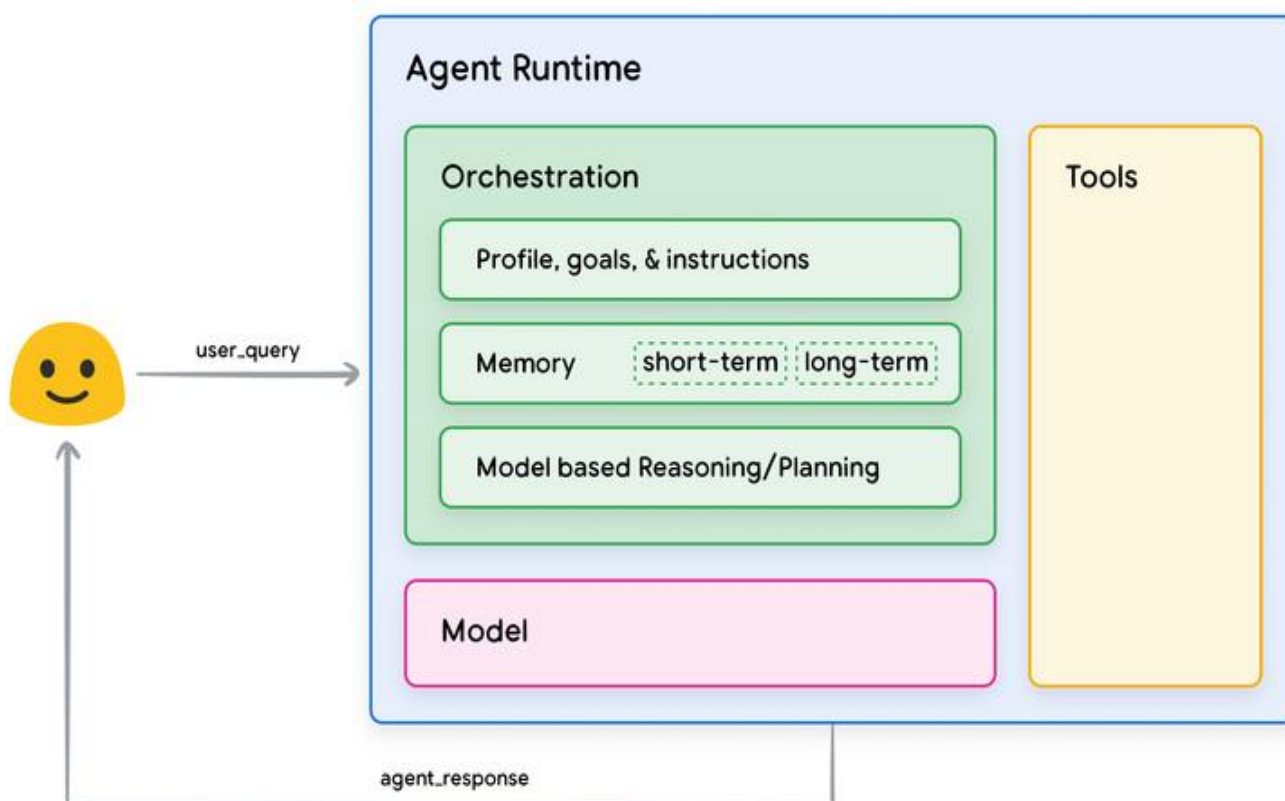 Agent Runtime
Orchestration
Tools
Profile, goals, & instructions
user_query
Memory short-term long-term
Model based Reasoning/Planning
Model
agent_response